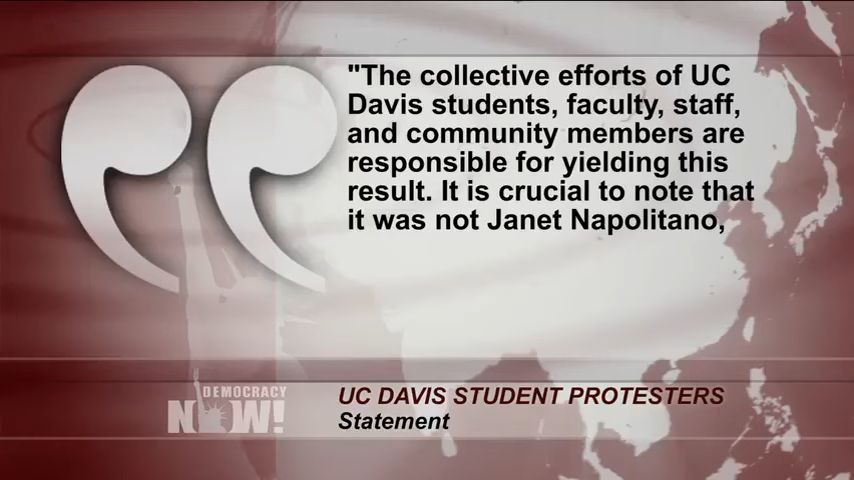 "The collective efforts of UC
Davis students, faculty, staff,
and community members are
responsible for yielding this
result. It is crucial to note that
it was not Janet Napolitano,
DEMOCRACY
NOW!
UC DAVIS STUDENT PROTESTERS
Statement